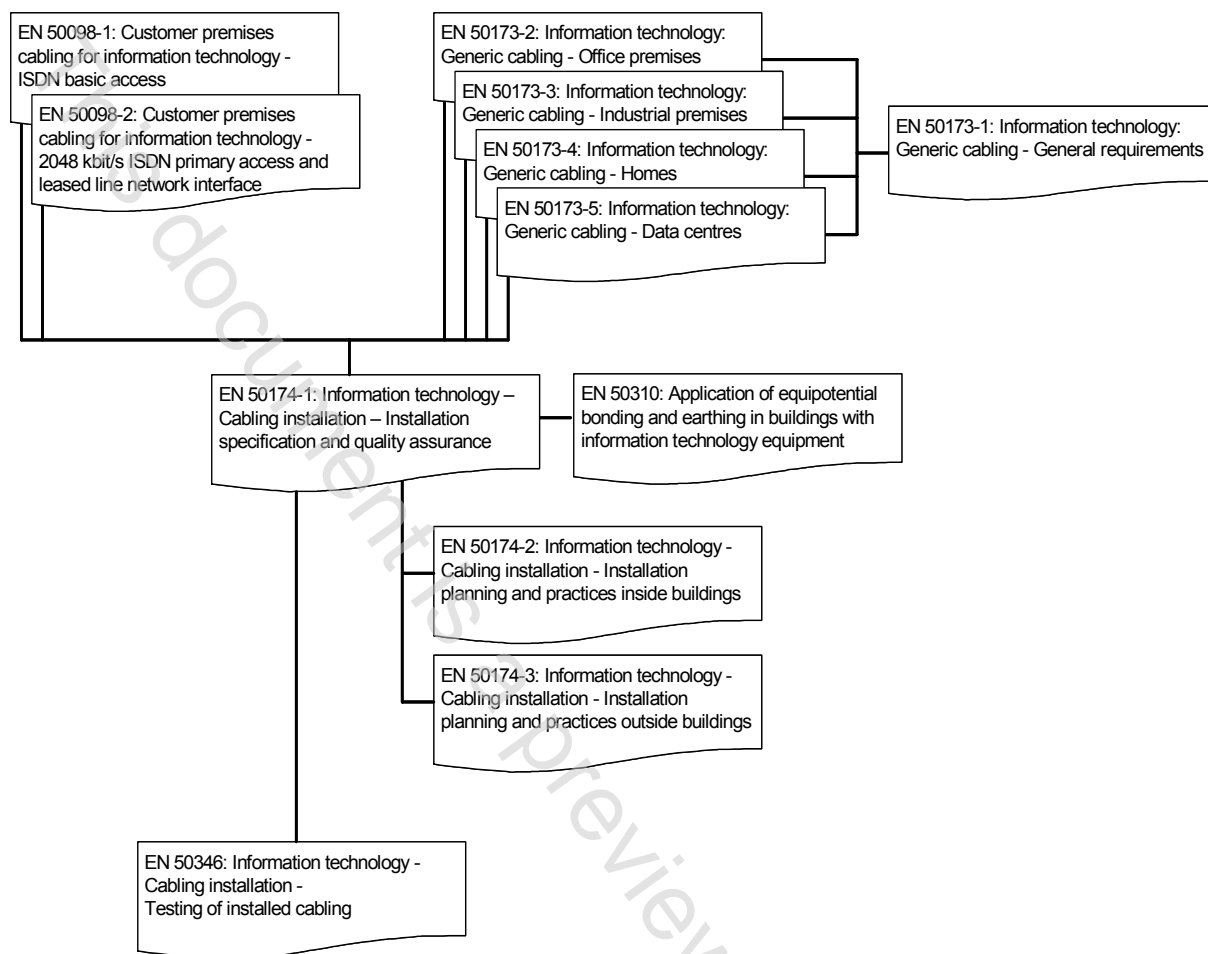 EN 50098-1: Customer premises
cabling for information technology -
ISDN basic access
EN 50098-2: Customer premises
cabling for information technology -
2048 kbit/s ISDN primary access and
leased line network interface
EN 50173-2: Information technology:
Generic cabling - Office premises
EN 50173-3: Information technology:
Generic cabling - Industrial premises
EN 50173-4: Information technology:
Generic cabling - Homes
EN 50173-5: Information technology:
Generic cabling - Data centres
EN 50173-1: Information technology:
Generic cabling - General requirements
EN 50174-1: Information technology –
Cabling installation – Installation
specification and quality assurance
EN 50310: Application of equipotential
bonding and earthing in buildings with
information technology equipment
EN 50174-2: Information technology -
Cabling installation - Installation
planning and practices inside buildings
EN 50174-3: Information technology -
Cabling installation - Installation
planning and practices outside buildings
EN 50346: Information technology -
Cabling installation -
Testing of installed cabling
This document is a preview